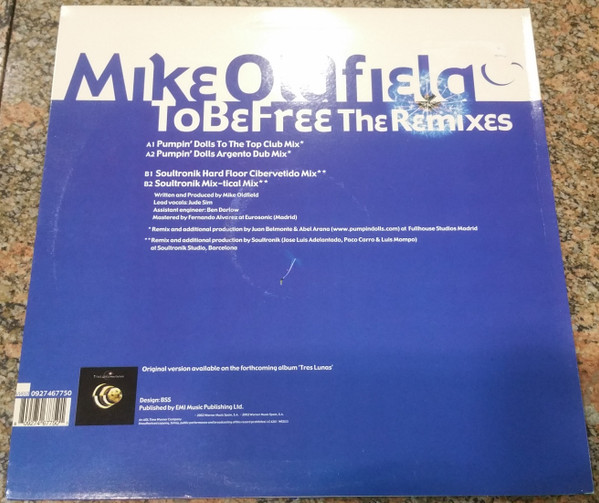 Mike Oldfield
To Be Free The Remixes
A1 Pumpin' Dolls To The Top Club Mix*
A2 Pumpin' Dolls Argento Dub Mix*
B1 Soultronik Hard Floor Cibervetido Mix**
B2 Soultronik Mix-tical Mix**
Written and Produced by Mike Oldfield
Lead vocals: Jude Sim
Assistant engineer: Ben Darlow
Mastered by Fernando Alvarez at Eurosonic (Madrid)
* Remix and additional production by Juan Belmonte & Abel Arana (www.pumpindolls.com) at Fullhouse Studios Madrid
** Remix and additional production by Soultronik (Jose Luis Adelantado, Paco Carro & Luis Mampo)
at Soultronik Studio, Barcelona
Original version available on the forthcoming album 'Tres Lunas'
0927467750
Design: BSS
Published by EMI Music Publishing Ltd.